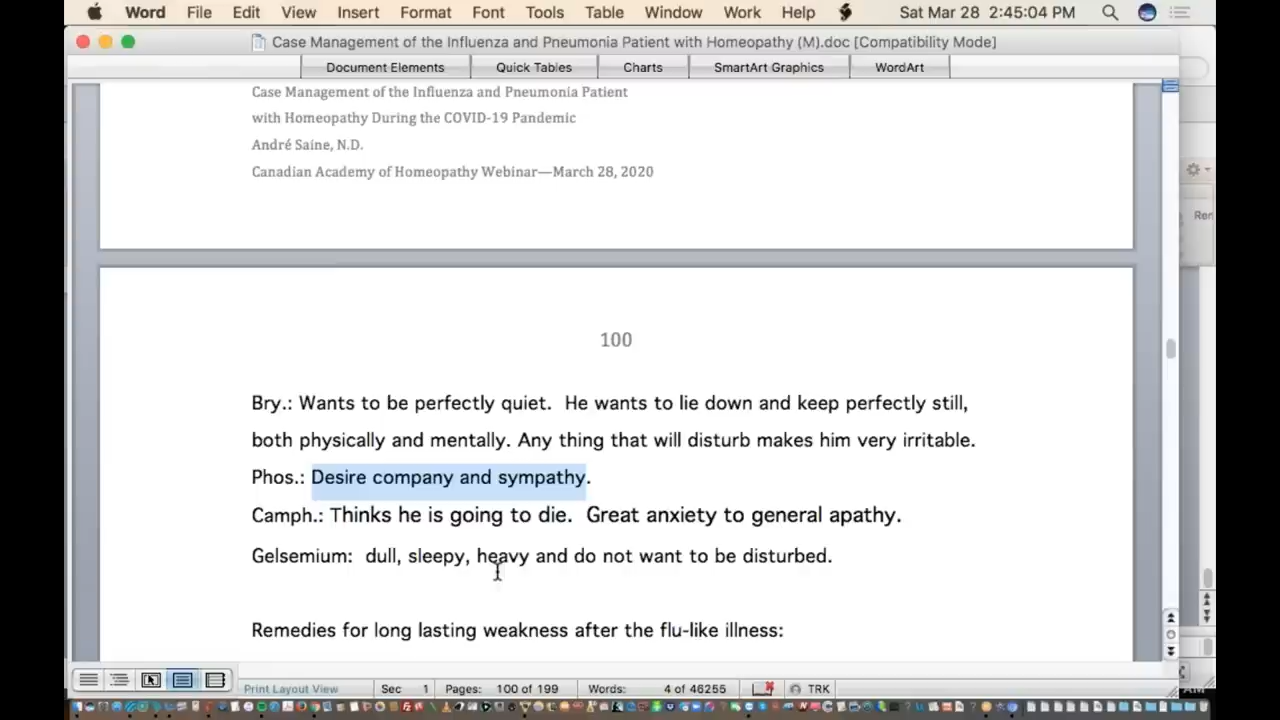 Word File Edit View Insert Format Font Tools Table Window Work Help Sat Mar 28 2:45:04 PM
Case Management of the Influenza and Pneumonia Patient with Homeopathy (M).doc [Compatibility Mode]
Document Elements Quick Tables Charts SmartArt Graphics WordArt
Case Management of the Influenza and Pneumonia Patient
with Homeopathy During the COVID-19 Pandemic
André Saine, N.D.
Canadian Academy of Homeopathy Webinar—March 28, 2020
100
Bry.: Wants to be perfectly quiet. He wants to lie down and keep perfectly still,
both physically and mentally. Any thing that will disturb makes him very irritable.
Phos.: Desire company and sympathy.
Camph.: Thinks he is going to die. Great anxiety to general apathy.
Gelsemium: dull, sleepy, heavy and do not want to be disturbed.
Remedies for long lasting weakness after the flu-like illness:
Print Layout View Sec 1 Pages: 100 of 199 Words: 4 of 46255 TRK